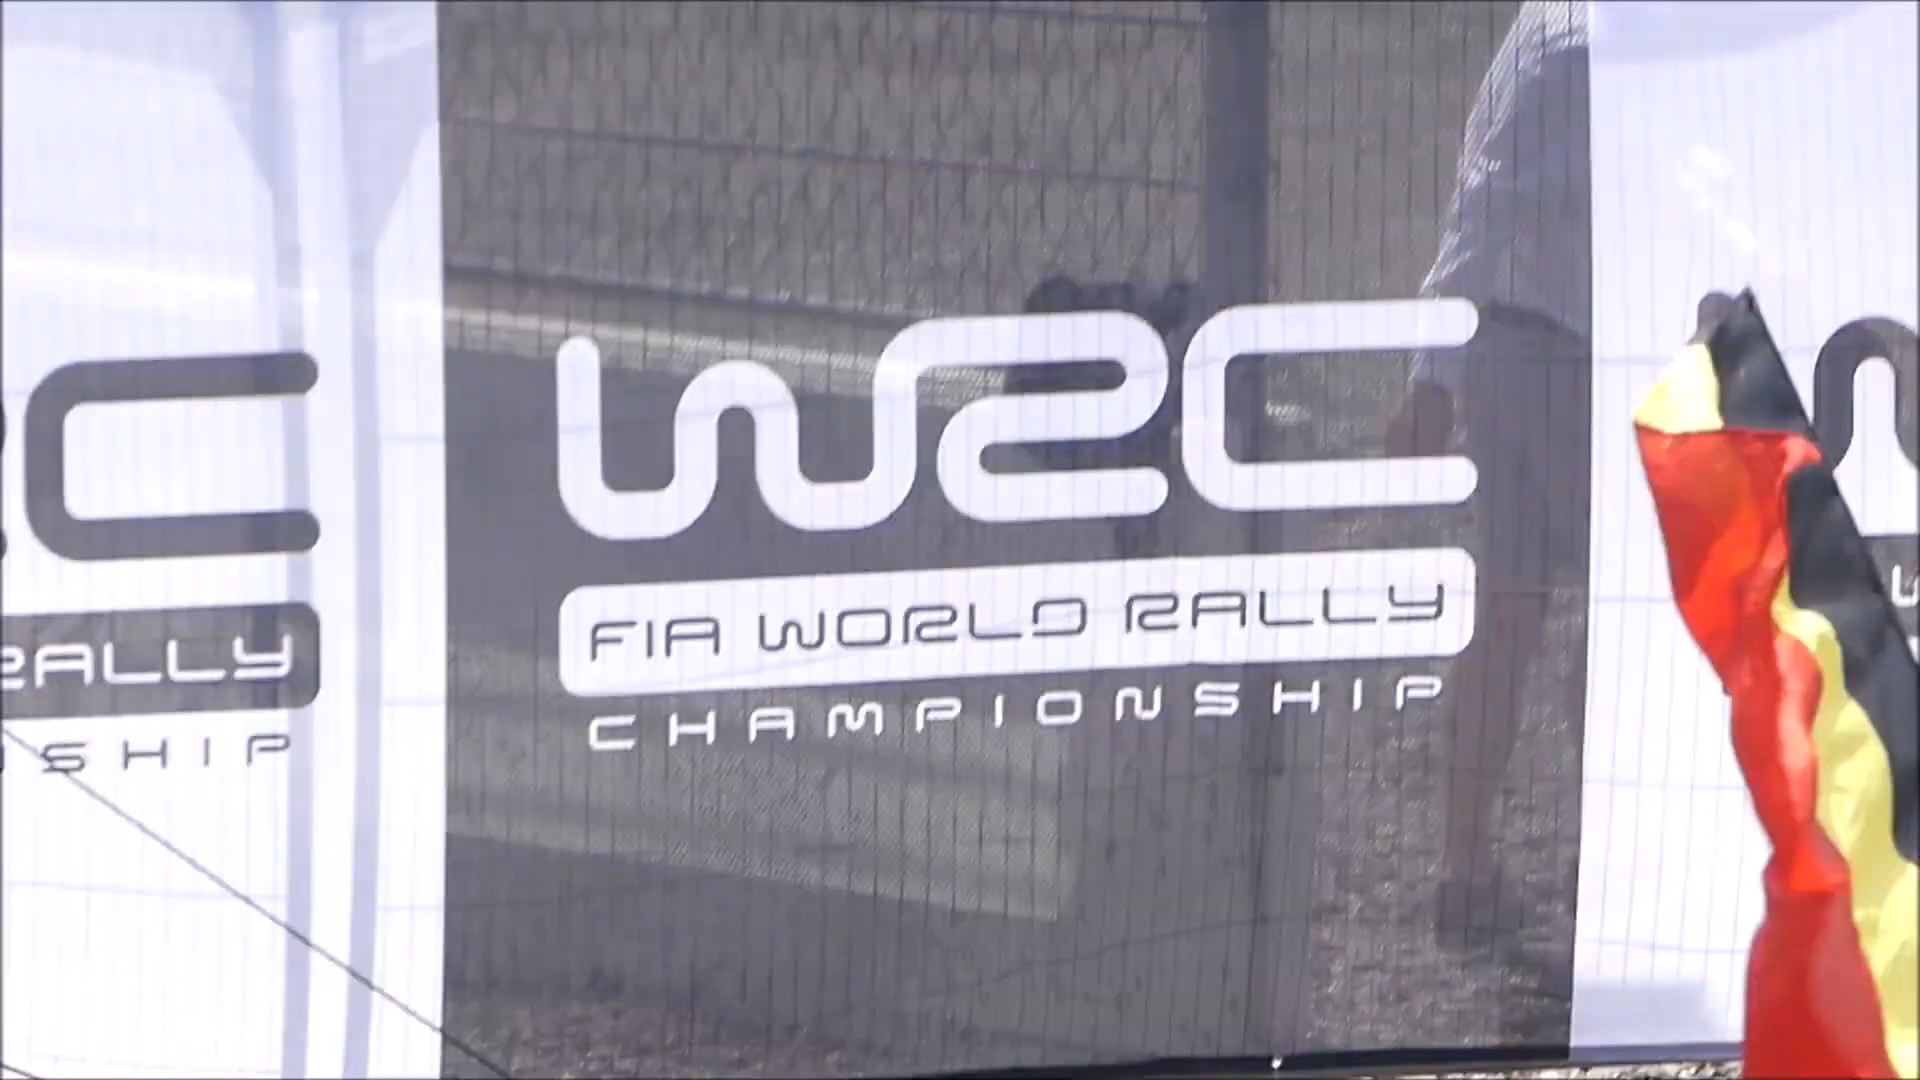 WRC
FIA WORLD RALLY
CHAMPIONSHIP
C
RALLY
SHIP